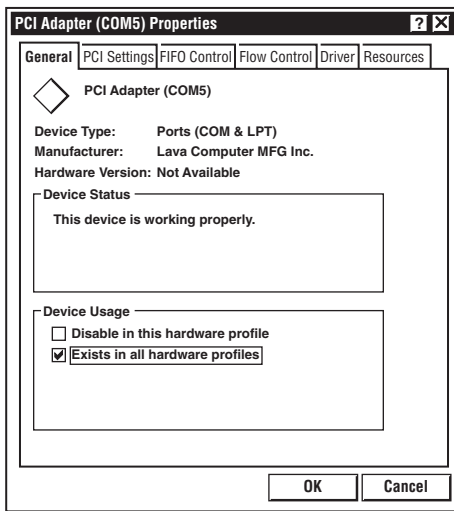 PCI Adapter (COM5) Properties ? X
General PCI Settings FIFO Control Flow Control Driver Resources
PCI Adapter (COM5)
Device Type: Ports (COM & LPT)
Manufacturer: Lava Computer MFG Inc.
Hardware Version: Not Available
Device Status
This device is working properly.
Device Usage
Disable in this hardware profile
Exists in all hardware profiles
OK Cancel